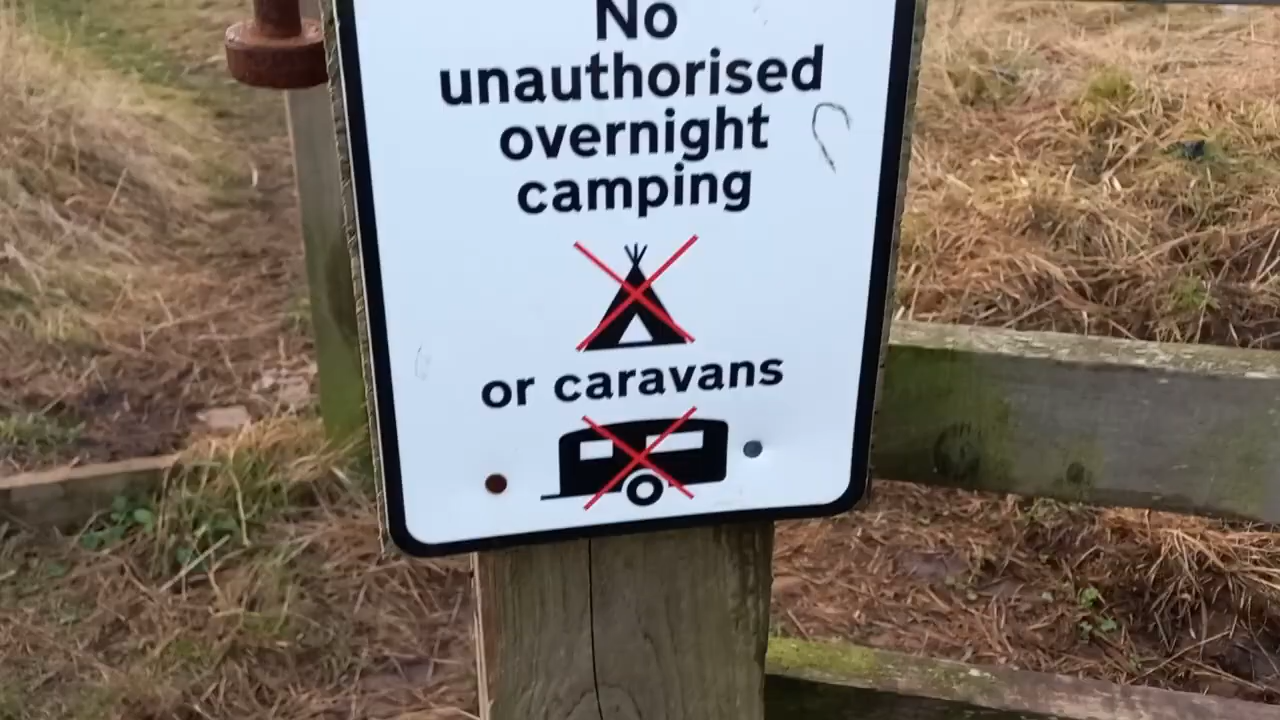 No
unauthorised
overnight
camping
or caravans